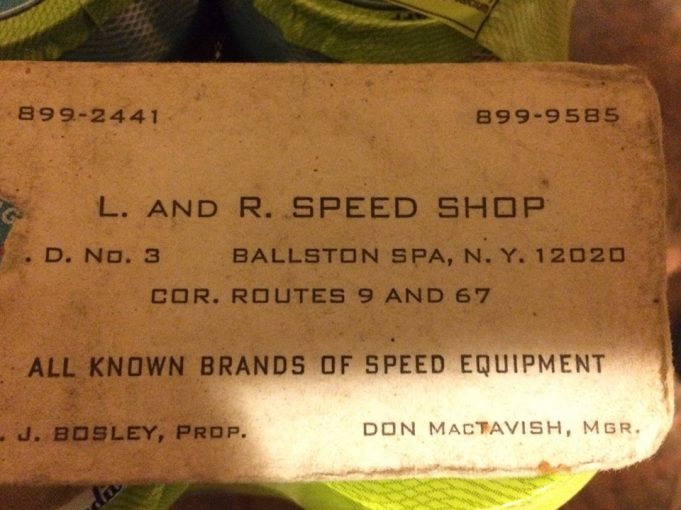 899-2441 899-9585
L. AND R. SPEED SHOP
. D. No. 3 BALLSTON SPA, N. Y. 12020
COR. ROUTES 9 AND 67
ALL KNOWN BRANDS OF SPEED EQUIPMENT
. J. BOSLEY, PROP. DON MACTAVISH, MGR.